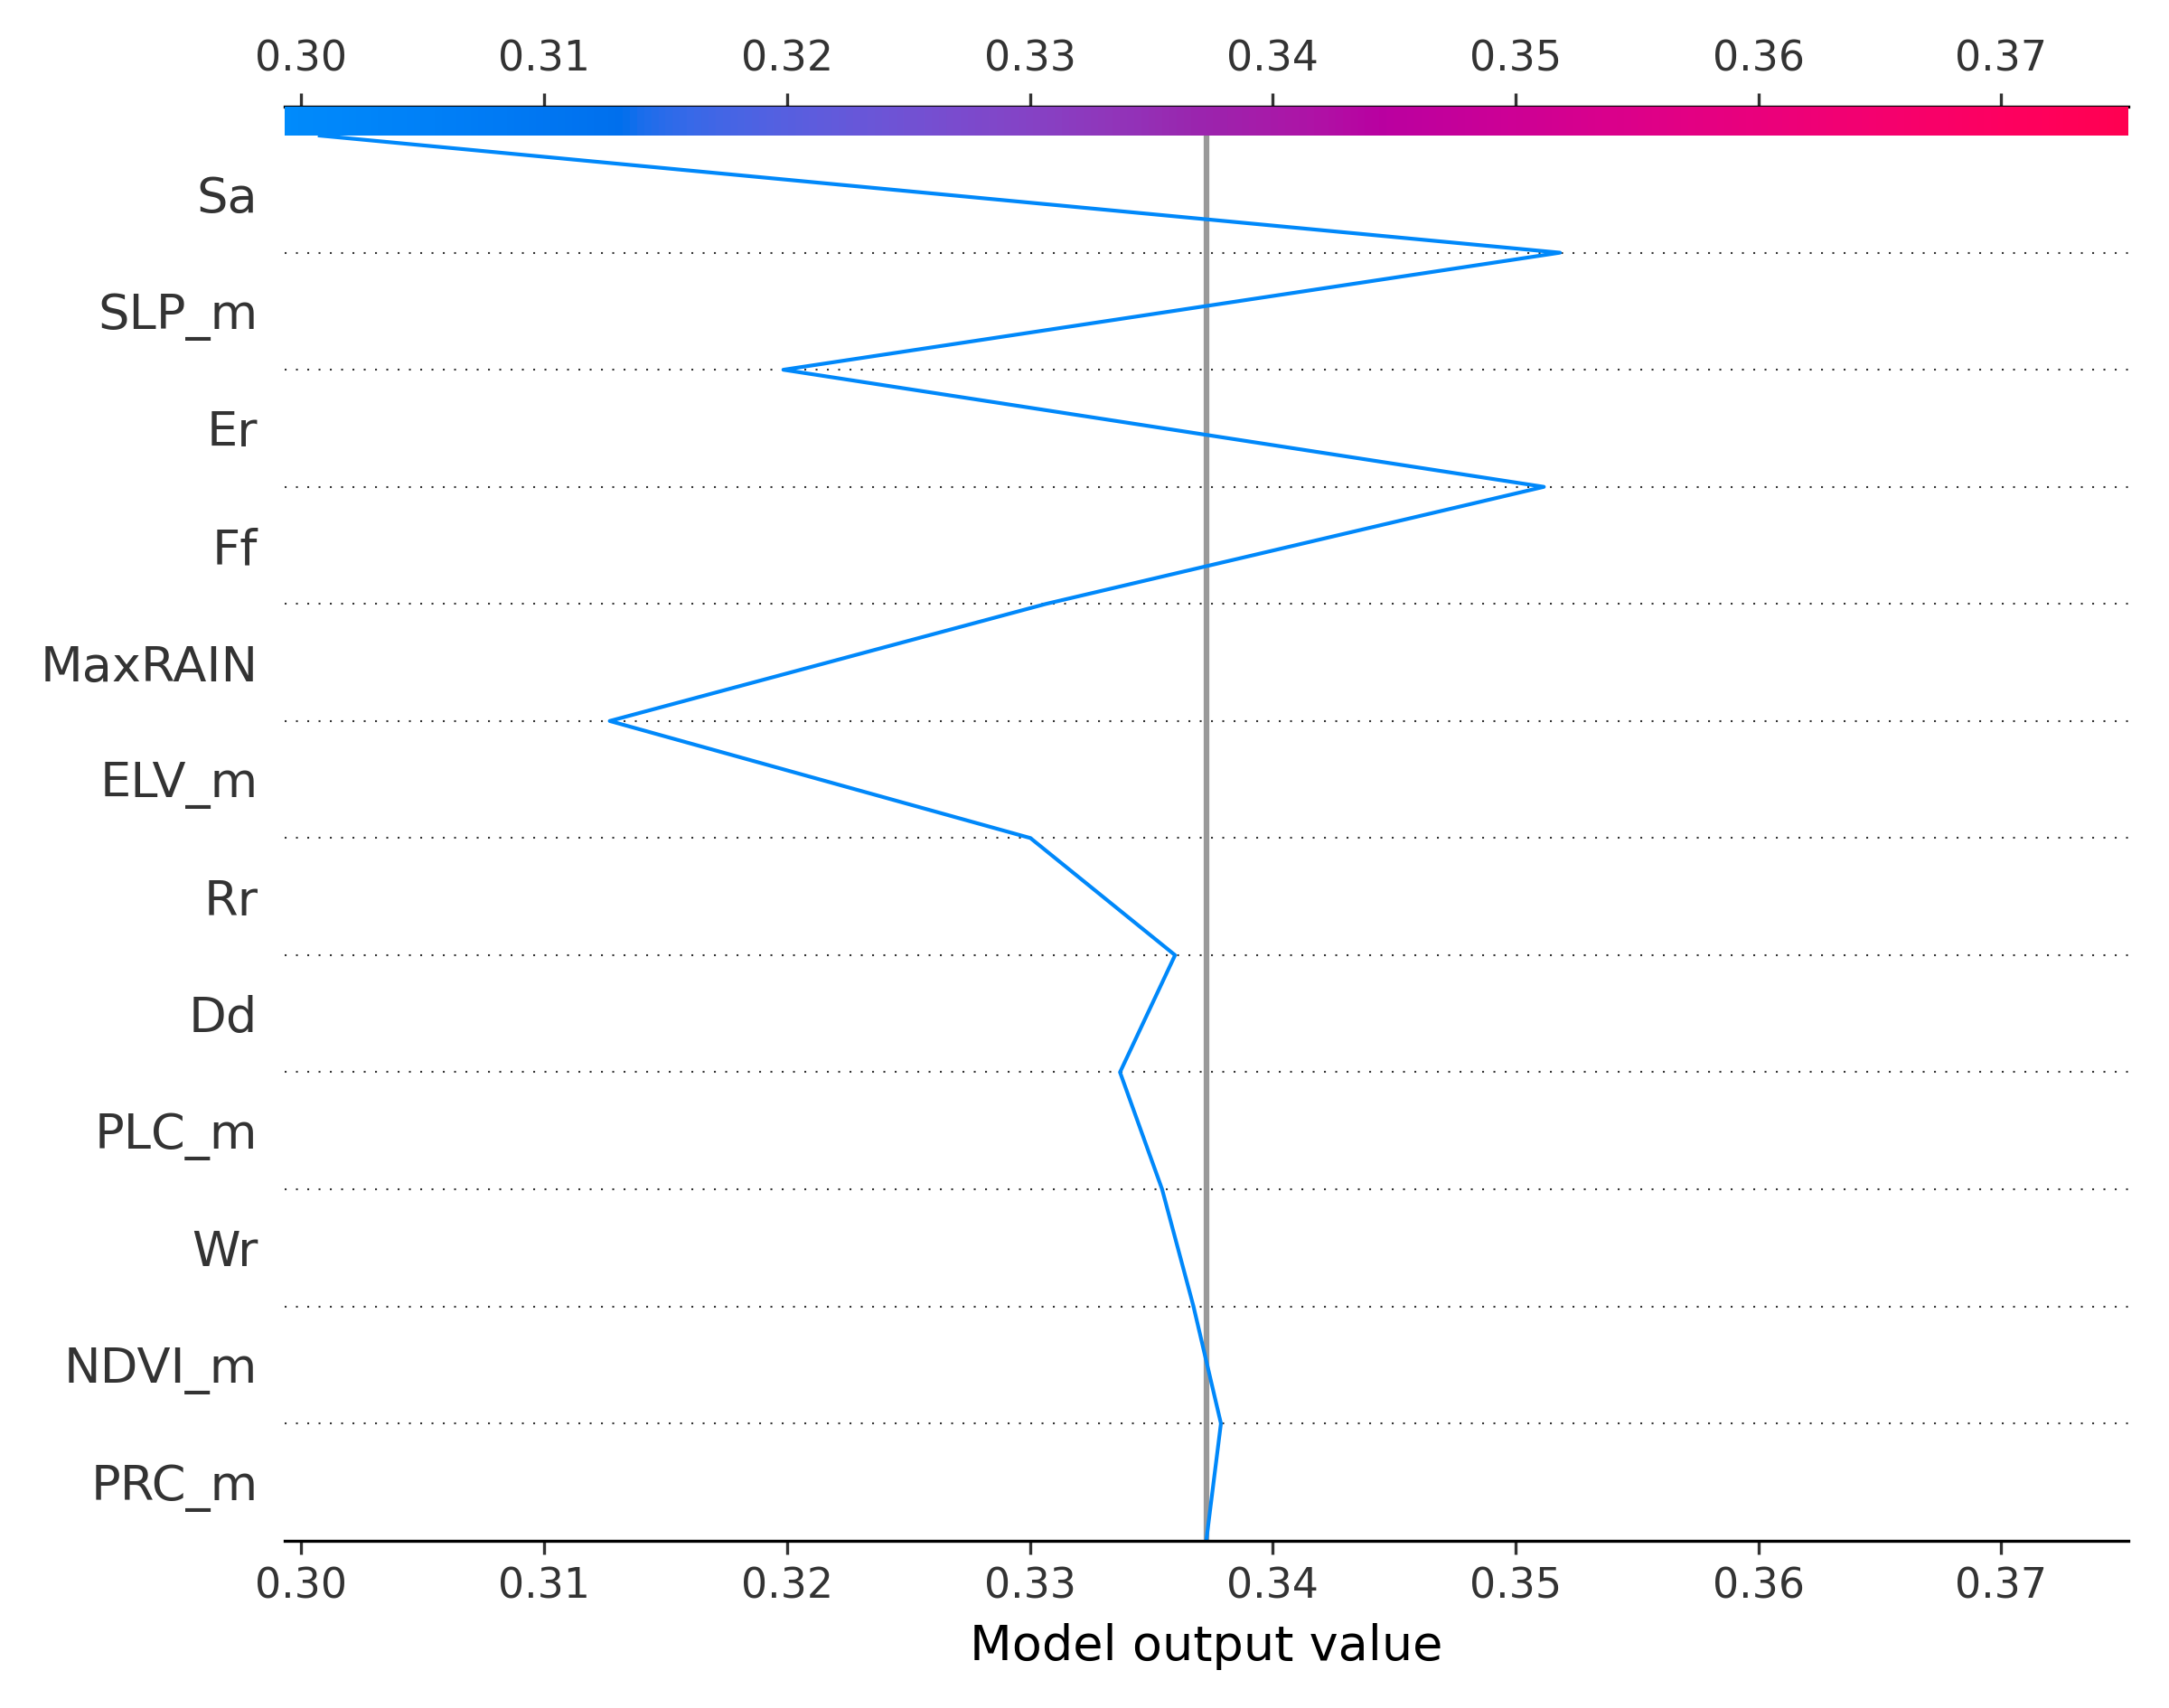 0.30 0.31 0.32 0.33 0.34 0.35 0.36 0.37
Sa
SLP_m
Er
Ff
MaxRAIN
ELV_m
Rr
Dd
PLC_m
Wr
NDVI_m
PRC_m
0.30 0.31 0.32 0.33 0.34 0.35 0.36 0.37
Model output value